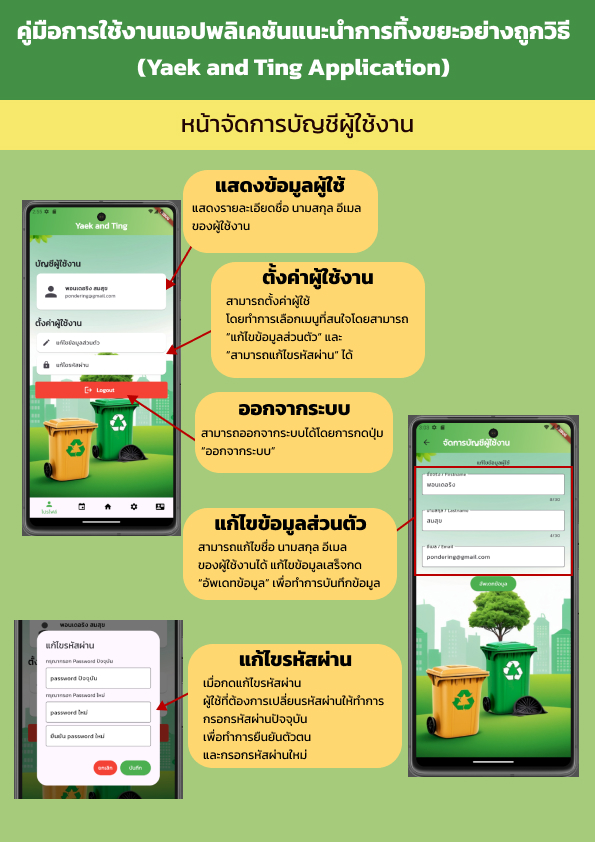 คู่มือการใช้งานแอปพลิเคชันแนะนำการทิ้งขยะอย่างถูกวิธี
(Yaek and Ting Application)
หน้าจัดการบัญชีผู้ใช้งาน
แสดงข้อมูลผู้ใช้
แสดงรายละเอียดชื่อ นามสกุล อีเมล
ของผู้ใช้งาน
Yaek and Ting
บัญชีผู้ใช้งาน
พอนเดอริง สมสุข
pondering@gmail.com
ตั้งค่าผู้ใช้งาน
แก้ไขข้อมูลส่วนตัว
แก้ไขรหัสผ่าน
Logout
โปรไฟล์
ตั้งค่าผู้ใช้งาน
สามารถตั้งค่าผู้ใช้
โดยทำการเลือกเมนูที่สนใจโดยสามารถ
“แก้ไขข้อมูลส่วนตัว” และ
“สามารถแก้ไขรหัสผ่าน” ได้
ออกจากระบบ
สามารถออกจากระบบได้โดยการกดปุ่ม
“ออกจากระบบ”
จัดการบัญชีผู้ใช้งาน
แก้ไขข้อมูลผู้ใช้
พอนเดอริง
สมสุข
อีเมล / Email
pondering@gmail.com
อัพเดทข้อมูล
แก้ไขข้อมูลส่วนตัว
สามารถแก้ไขชื่อ นามสกุล อีเมล
ของผู้ใช้งานได้ แก้ไขข้อมูลเสร็จกด
“อัพเดทข้อมูล” เพื่อทำการบันทึกข้อมูล
พอนเดอริง สมสุข
แก้ไขรหัสผ่าน
กรุณากรอก Password ปัจจุบัน
password ปัจจุบัน
กรุณากรอก Password ใหม่
password ใหม่
ยืนยัน password ใหม่
ยกเลิก
บันทึก
แก้ไขรหัสผ่าน
เมื่อกดแก้ไขรหัสผ่าน
ผู้ใช้ที่ต้องการเปลี่ยนรหัสผ่านให้ทำการ
กรอกรหัสผ่านปัจจุบัน
เพื่อทำการยืนยันตัวตน
และกรอกรหัสผ่านใหม่